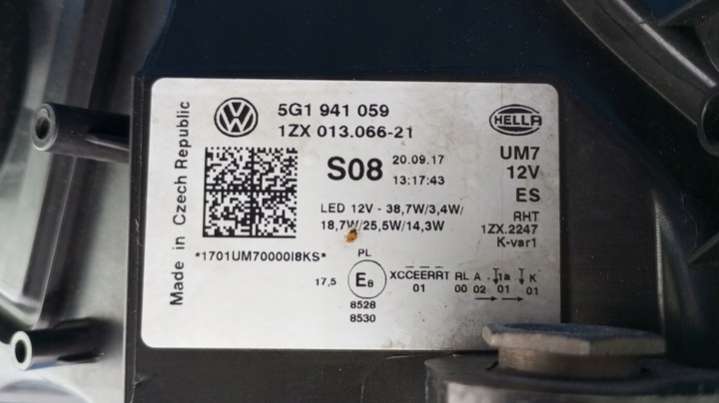 Made in Czech Republic
VW
5G1 941 059
1ZX 013.066-21
HELLA
S08
20.09.17
13:17:43
UM7
12V
ES
RHT
1ZX.2247
K-var1
LED 12V - 38,7W/3,4W/
18,7W/25,5W/14,3W
*1701UM70000I8KS*
PL
17,5
E8
8528
8530
XCCEERRT RL A - 1a K
01 00 02 01 01